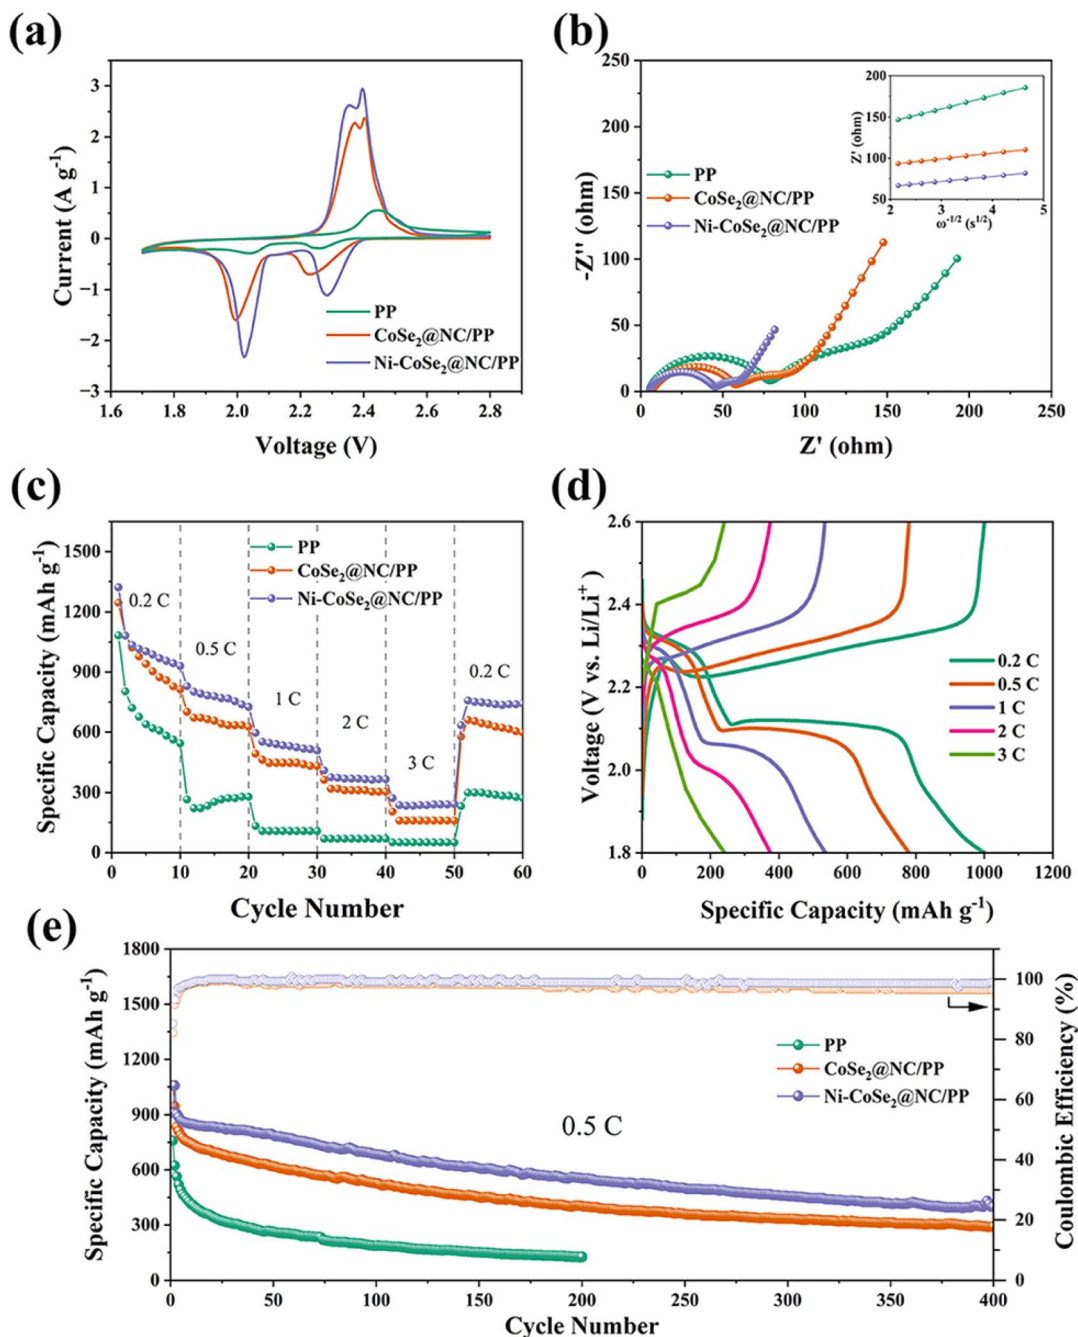 (a)
3
2
1
0
−1
−2
−3
Current (A g⁻¹)
PP
CoSe₂@NC/PP
Ni-CoSe₂@NC/PP
1.6 1.8 2.0 2.2 2.4 2.6 2.8
Voltage (V)
(b)
250
200
150
100
50
0
-Z'' (ohm)
PP
CoSe₂@NC/PP
Ni-CoSe₂@NC/PP
200
150
100
50
Z' (ohm)
2 3 4 5
ω⁻¹/² (s¹/²)
0 50 100 150 200 250
Z' (ohm)
(c)
1500
1200
900
600
300
0
Specific Capacity (mAh g⁻¹)
PP
CoSe₂@NC/PP
Ni-CoSe₂@NC/PP
0.2 C
0.5 C
1 C
2 C
3 C
0.2 C
0 10 20 30 40 50 60
Cycle Number
(d)
2.6
2.4
2.2
2.0
1.8
Voltage (V vs. Li/Li⁺ )
0.2 C
0.5 C
1 C
2 C
3 C
0 200 400 600 800 1000 1200
Specific Capacity (mAh g⁻¹)
(e)
1800
1500
1200
900
600
300
0
Specific Capacity (mAh g⁻¹)
PP
CoSe₂@NC/PP
Ni-CoSe₂@NC/PP
0.5 C
100
80
60
40
20
0
Coulombic Efficiency (%)
0 50 100 150 200 250 300 350 400
Cycle Number